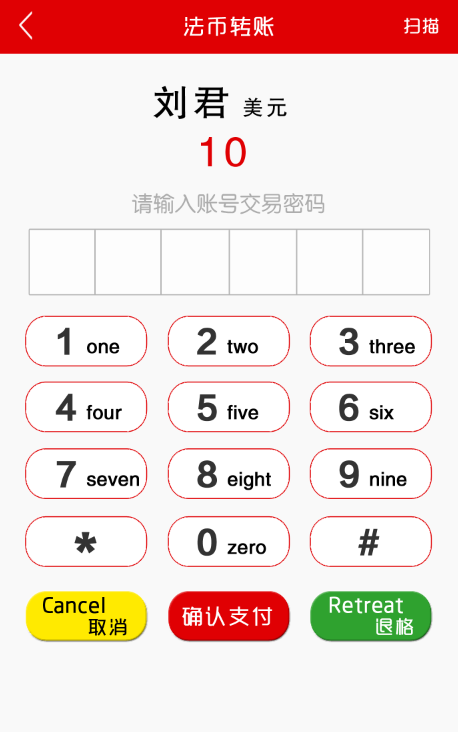 法币转账 扫描
刘君 美元
10
请输入账号交易密码
1 one 2 two 3 three
4 four 5 five 6 six
7 seven 8 eight 9 nine
* 0 zero #
Cancel 确认支付 Retreat
取消 退格